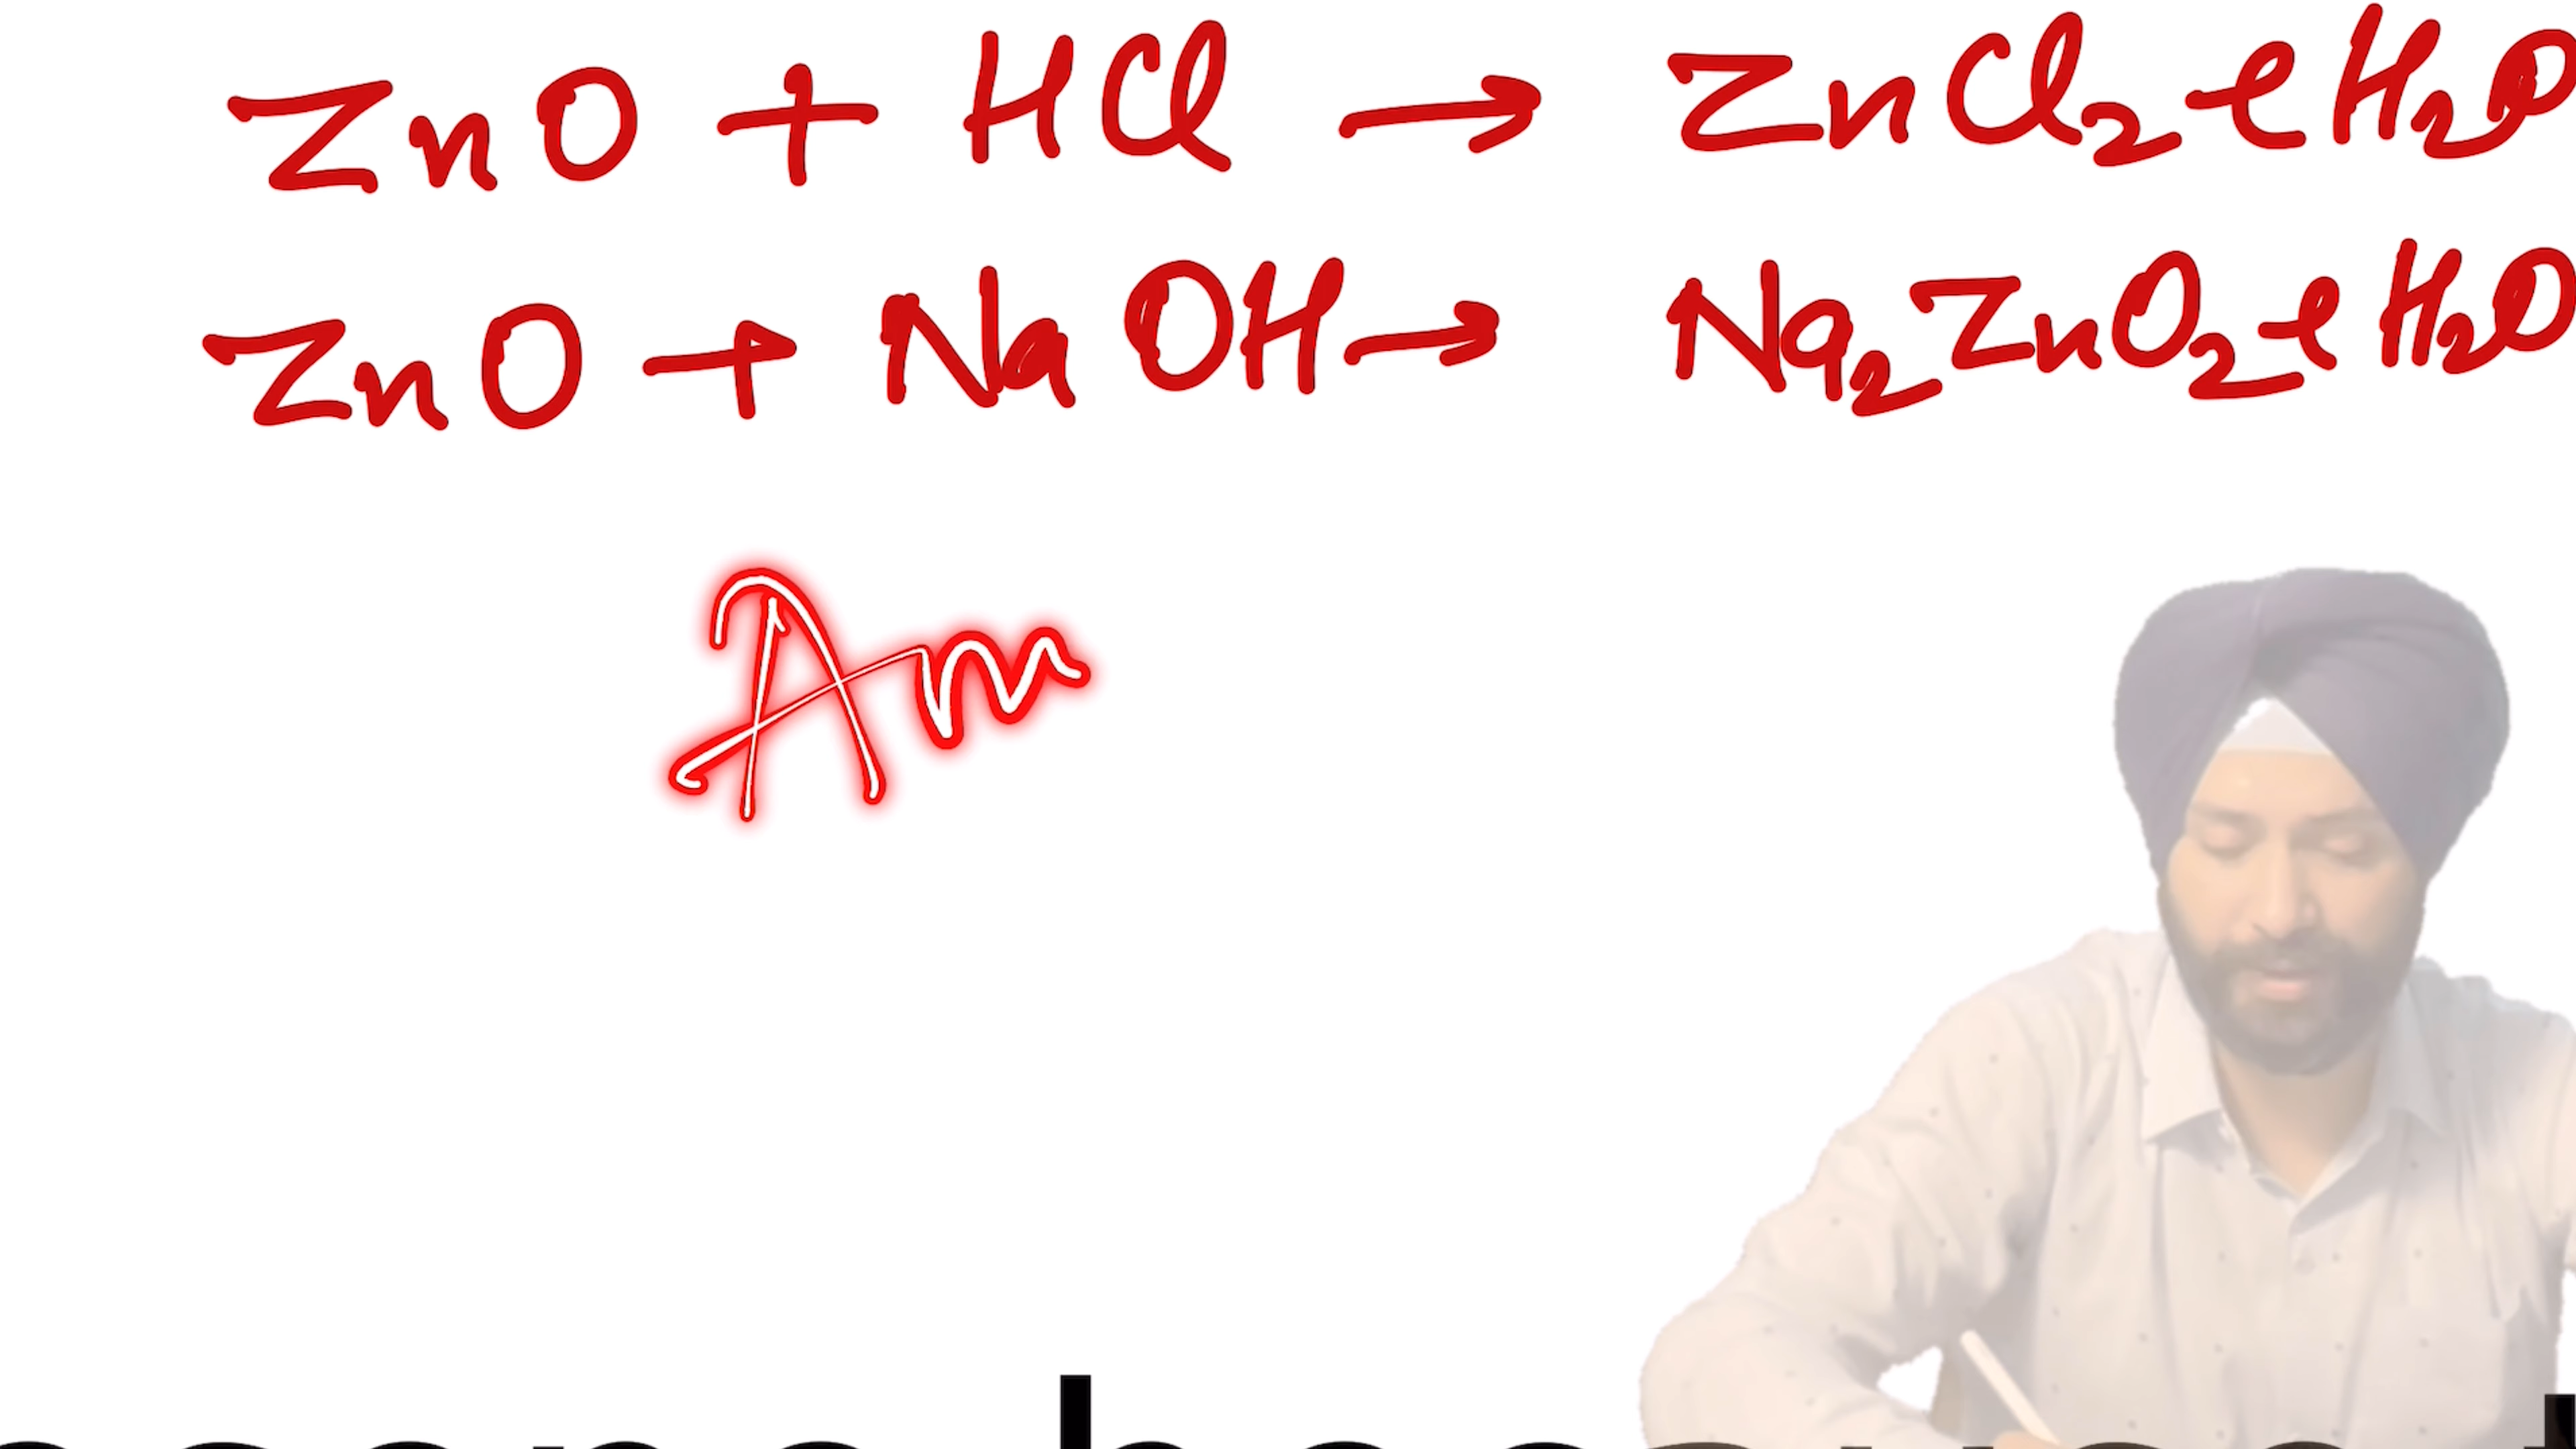 ZnO + HCl → ZnCl₂ + H₂O
ZnO + NaOH → Na₂ZnO₂ + H₂O
Am